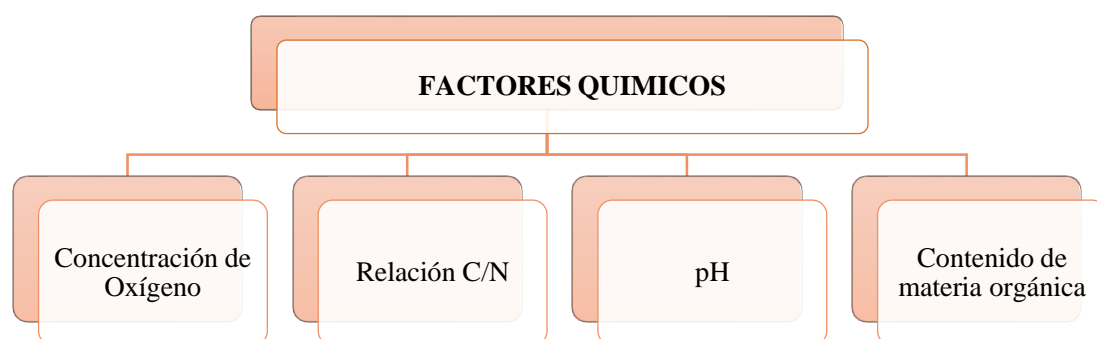 FACTORES QUIMICOS
Concentración de
Oxígeno
Relación C/N
pH
Contenido de
materia orgánica